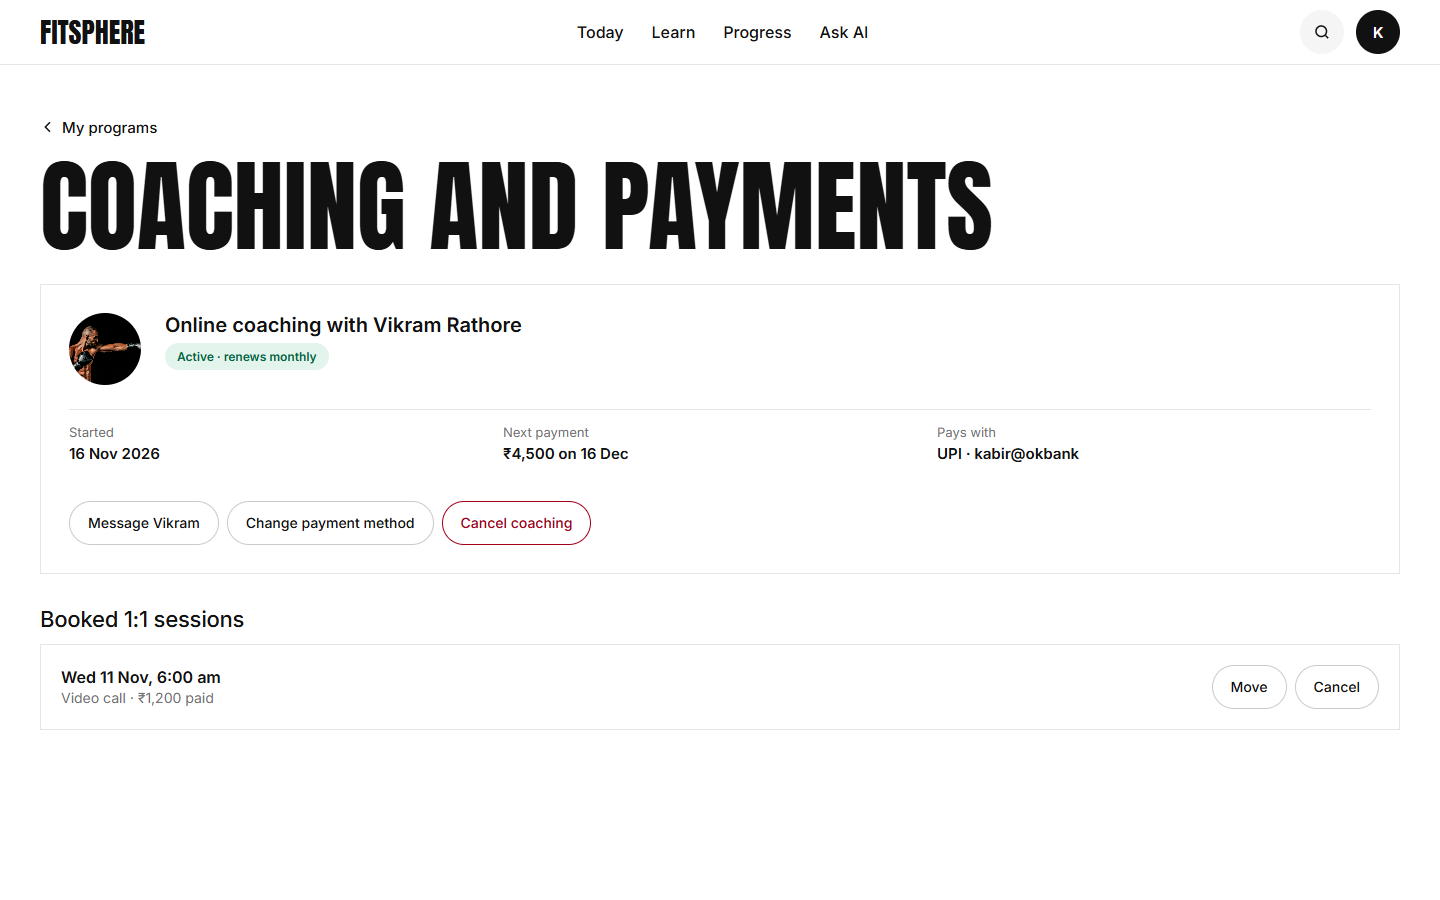 FITSPHERE
Today Learn Progress Ask AI
K
My programs
COACHING AND PAYMENTS
Online coaching with Vikram Rathore
Active · renews monthly
Started
16 Nov 2026
Next payment
₹4,500 on 16 Dec
Pays with
UPI · kabir@okbank
Message Vikram
Change payment method
Cancel coaching
Booked 1:1 sessions
Wed 11 Nov, 6:00 am
Video call · ₹1,200 paid
Move
Cancel